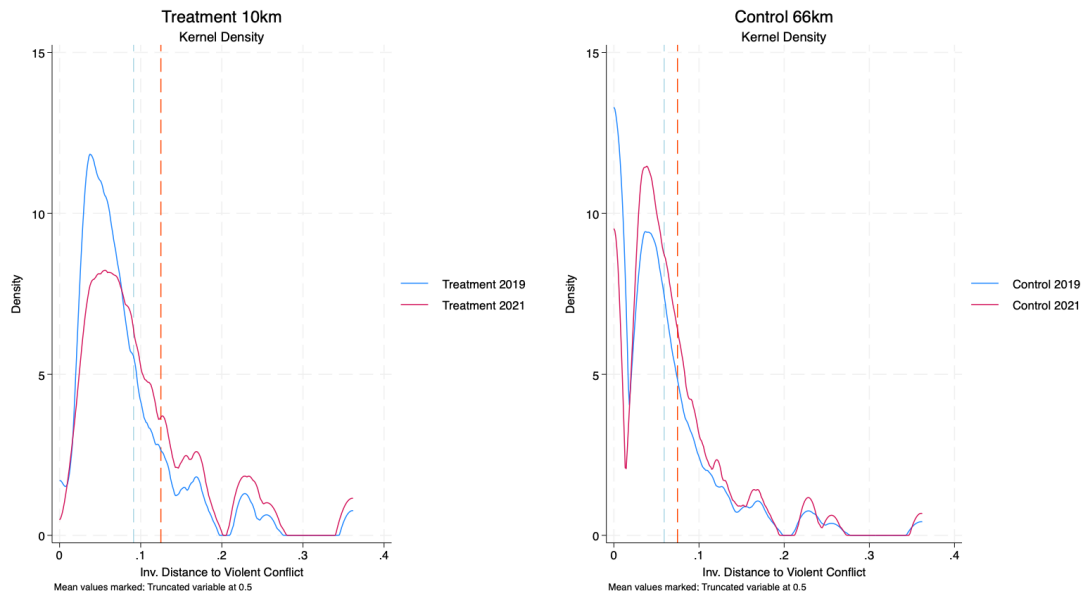 Treatment 10km
Kernel Density
15
10
5
0
Density
0 .1 .2 .3 .4
Inv. Distance to Violent Conflict
Mean values marked; Truncated variable at 0.5
Treatment 2019
Treatment 2021
Control 66km
Kernel Density
15
10
5
0
Density
0 .1 .2 .3 .4
Inv. Distance to Violent Conflict
Mean values marked; Truncated variable at 0.5
Control 2019
Control 2021